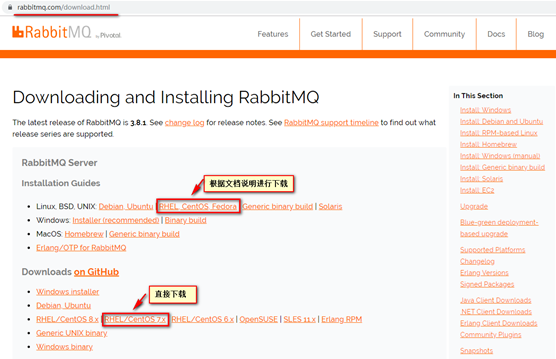 rabbitmq.com/download.html
RabbitMQ by Pivotal
Features
Get Started
Support
Community
Docs
Blog
Downloading and Installing RabbitMQ
The latest release of RabbitMQ is 3.8.1. See change log for release notes. See RabbitMQ support timeline to find out what
release series are supported.
RabbitMQ Server
Installation Guides
根据文档说明进行下载
Linux, BSD, UNIX: Debian, Ubuntu | RHEL, CentOS, Fedora | Generic binary build | Solaris
Windows: Installer (recommended) | Binary build
MacOS: Homebrew | Generic binary build
Erlang/OTP for RabbitMQ
Downloads on GitHub
直接下载
Windows installer
Debian, Ubuntu
RHEL/CentOS 8.x | RHEL/CentOS 7.x | RHEL/CentOS 6.x | OpenSUSE | SLES 11.x | Erlang RPM
Generic UNIX binary
Windows binary
In This Section
Install: Windows
Install: Debian and Ubuntu
Install: RPM-based Linux
Install: Homebrew
Install: Windows (manual)
Install: Generic binary build
Install: Solaris
Install: EC2
Upgrade
Blue-green deployment-
based upgrade
Supported Platforms
Changelog
Erlang Versions
Signed Packages
Java Client Downloads
.NET Client Downloads
Erlang Client Downloads
Community Plugins
Snapshots